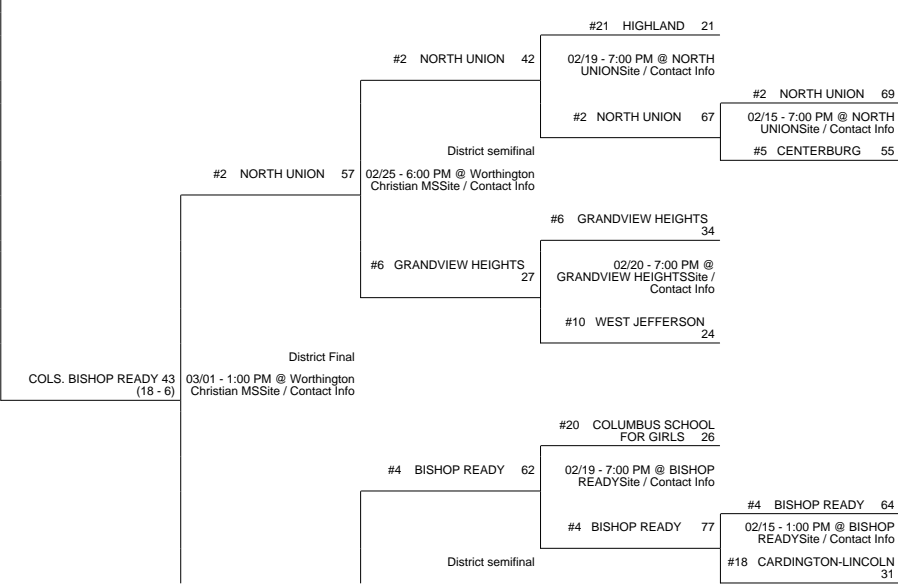 #21 HIGHLAND 21
#2 NORTH UNION 42
02/19 - 7:00 PM @ NORTH
UNIONSite / Contact Info
#2 NORTH UNION 69
#2 NORTH UNION 67
02/15 - 7:00 PM @ NORTH
UNIONSite / Contact Info
District semifinal
#5 CENTERBURG 55
#2 NORTH UNION 57
02/25 - 6:00 PM @ Worthington
Christian MSSite / Contact Info
#6 GRANDVIEW HEIGHTS
34
#6 GRANDVIEW HEIGHTS
27
02/20 - 7:00 PM @
GRANDVIEW HEIGHTSSite /
Contact Info
#10 WEST JEFFERSON
24
District Final
COLS. BISHOP READY 43
(18 - 6)
03/01 - 1:00 PM @ Worthington
Christian MSSite / Contact Info
#20 COLUMBUS SCHOOL
FOR GIRLS 26
#4 BISHOP READY 62
02/19 - 7:00 PM @ BISHOP
READYSite / Contact Info
#4 BISHOP READY 64
#4 BISHOP READY 77
02/15 - 1:00 PM @ BISHOP
READYSite / Contact Info
District semifinal
#18 CARDINGTON-LINCOLN
31